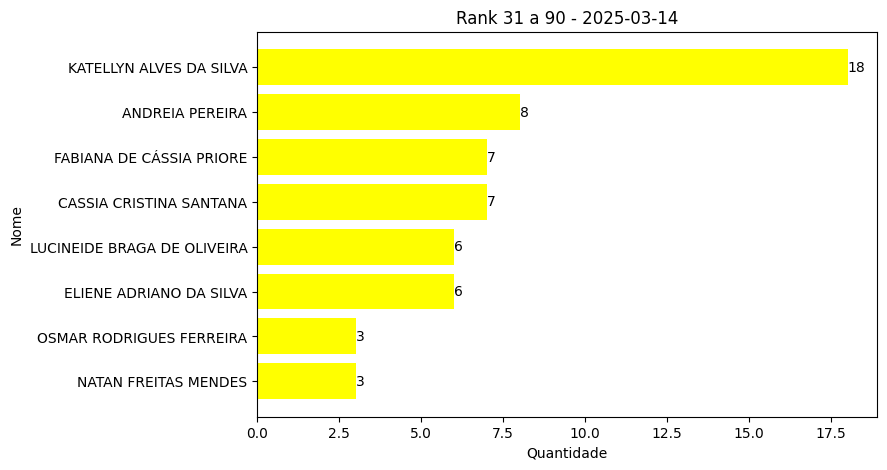 Rank 31 a 90 - 2025-03-14
KATELLYN ALVES DA SILVA 18
ANDREIA PEREIRA 8
FABIANA DE CÁSSIA PRIORE 7
CASSIA CRISTINA SANTANA 7
LUCINEIDE BRAGA DE OLIVEIRA 6
ELIENE ADRIANO DA SILVA 6
OSMAR RODRIGUES FERREIRA 3
NATAN FREITAS MENDES 3
Nome
0.0 2.5 5.0 7.5 10.0 12.5 15.0 17.5
Quantidade